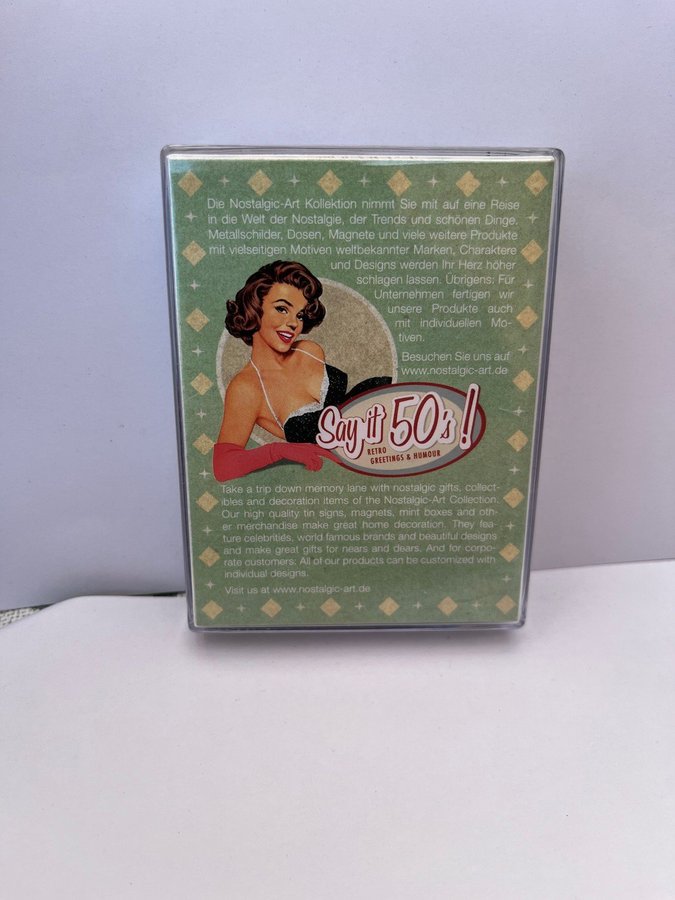 Die Nostalgic-Art Kollektion nimmt Sie mit auf eine Reise
in die Welt der Nostalgie, der Trends und schönen Dinge.
Metallschilder, Dosen, Magnete und viele weitere Produkte
mit vielseitigen Motiven weltbekannter Marken, Charaktere
und Designs werden Ihr Herz höher
schlagen lassen. Übrigens: Für
Unternehmen fertigen wir
unsere Produkte auch
mit individuellen Mo-
tiven.
Besuchen Sie uns auf
www.nostalgic-art.de
Say it 50's!
RETRO
GREETINGS & HUMOUR
Take a trip down memory lane with nostalgic gifts, collect-
ibles and decoration items of the Nostalgic-Art Collection.
Our high quality tin signs, magnets, mint boxes and oth-
er merchandise make great home decoration. They fea
ture celebritiés, world famous brands and beautiful designs
and make great gifts for nears and dears. And for corpo-
rate customers: All of our products can be customized with
individual designs.
Visit us at www.nostalgic-art.de